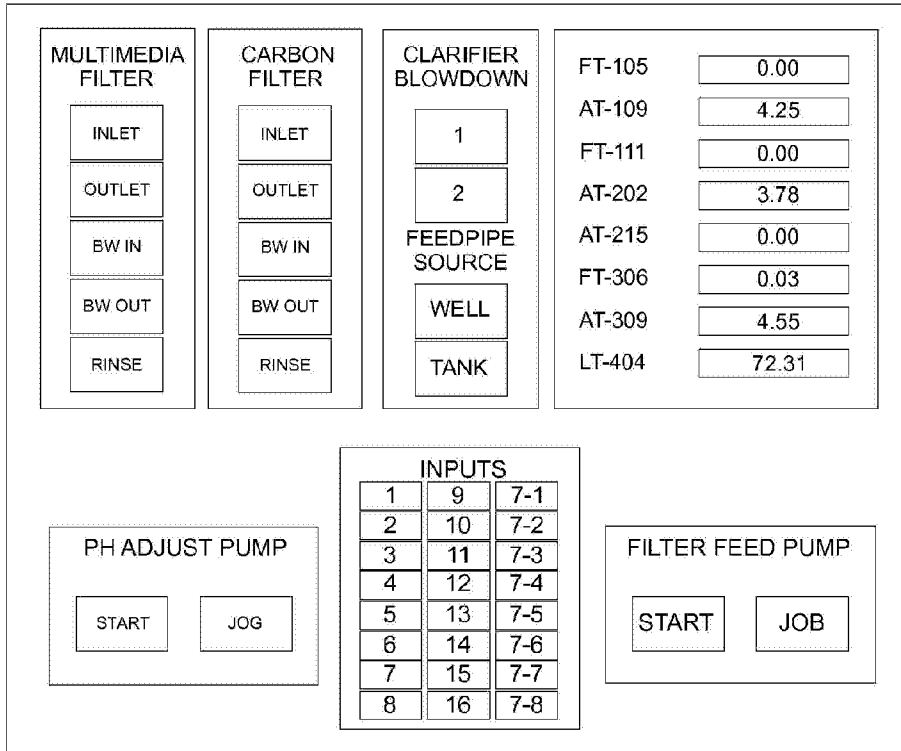 MULTIMEDIA
FILTER
INLET
OUTLET
BW IN
BW OUT
RINSE
CARBON
FILTER
INLET
OUTLET
BW IN
BW OUT
RINSE
CLARIFIER
BLOWDOWN
1
2
FEEDPIPE
SOURCE
WELL
TANK
FT-105 0.00
AT-109 4.25
FT-111 0.00
AT-202 3.78
AT-215 0.00
FT-306 0.03
AT-309 4.55
LT-404 72.31
PH ADJUST PUMP
START JOG
INPUTS
1 9 7-1
2 10 7-2
3 11 7-3
4 12 7-4
5 13 7-5
6 14 7-6
7 15 7-7
8 16 7-8
FILTER FEED PUMP
START JOB